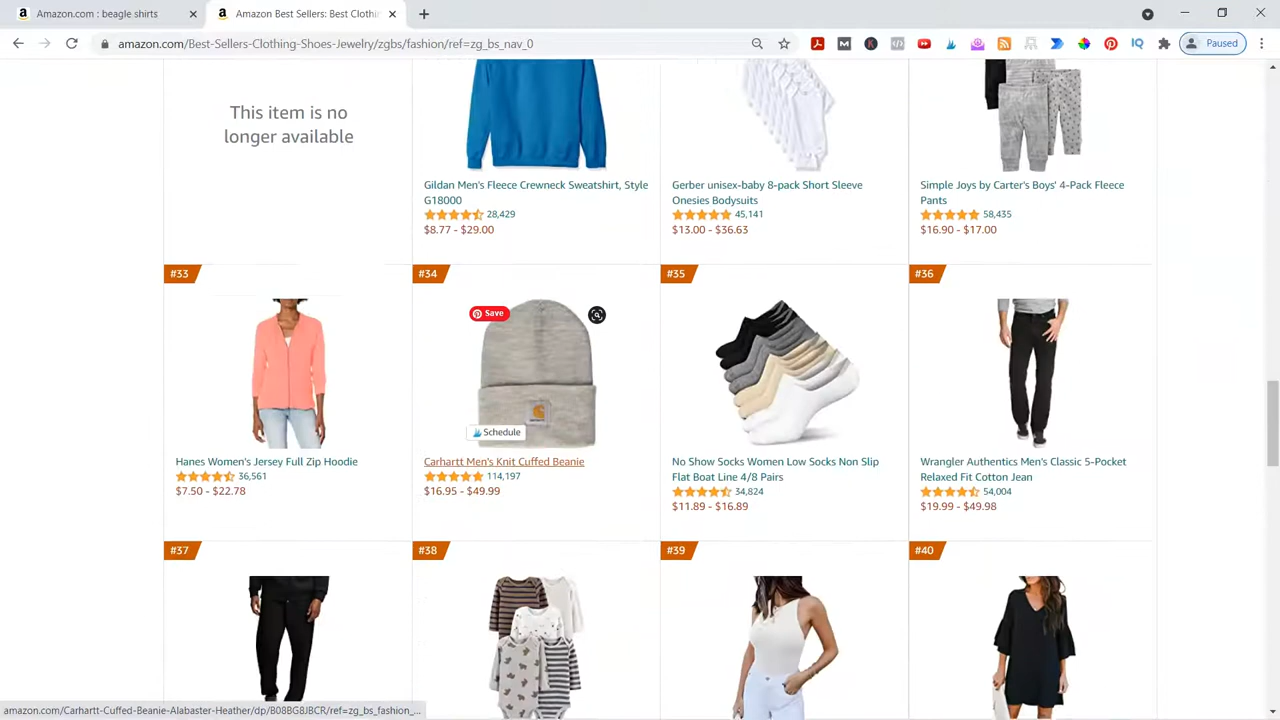 Amazon.com : beagle shirts
Amazon Best Sellers: Best Clothi
amazon.com/Best-Sellers-Clothing-Shoes-Jewelry/zgbs/fashion/ref=zg_bs_nav_0
Paused
This item is no
longer available
Gildan Men's Fleece Crewneck Sweatshirt, Style
G18000
28,429
$8.77 - $29.00
Gerber unisex-baby 8-pack Short Sleeve
Onesies Bodysuits
45,141
$13.00 - $36.63
Simple Joys by Carter's Boys' 4-Pack Fleece
Pants
58,435
$16.90 - $17.00
#33
#34
#35
#36
Save
Schedule
Hanes Women's Jersey Full Zip Hoodie
36,561
$7.50 - $22.78
Carhartt Men's Knit Cuffed Beanie
114,197
$16.95 - $49.99
No Show Socks Women Low Socks Non Slip
Flat Boat Line 4/8 Pairs
34,824
$11.89 - $16.89
Wrangler Authentics Men's Classic 5-Pocket
Relaxed Fit Cotton Jean
54,004
$19.99 - $49.98
#37
#38
#39
#40
amazon.com/Carhartt-Cuffed-Beanie-Alabaster-Heather/dp/B08BG8JBCR/ref=zg_bs_fashion_...